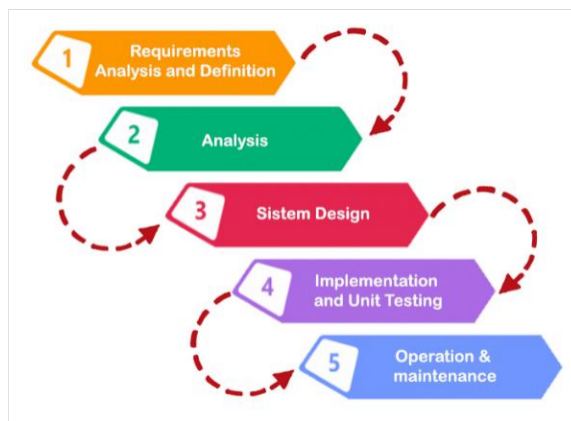 1
Requirements
Analysis and Definition
2
Analysis
3
Sistem Design
4
Implementation
and Unit Testing
5
Operation &
maintenance